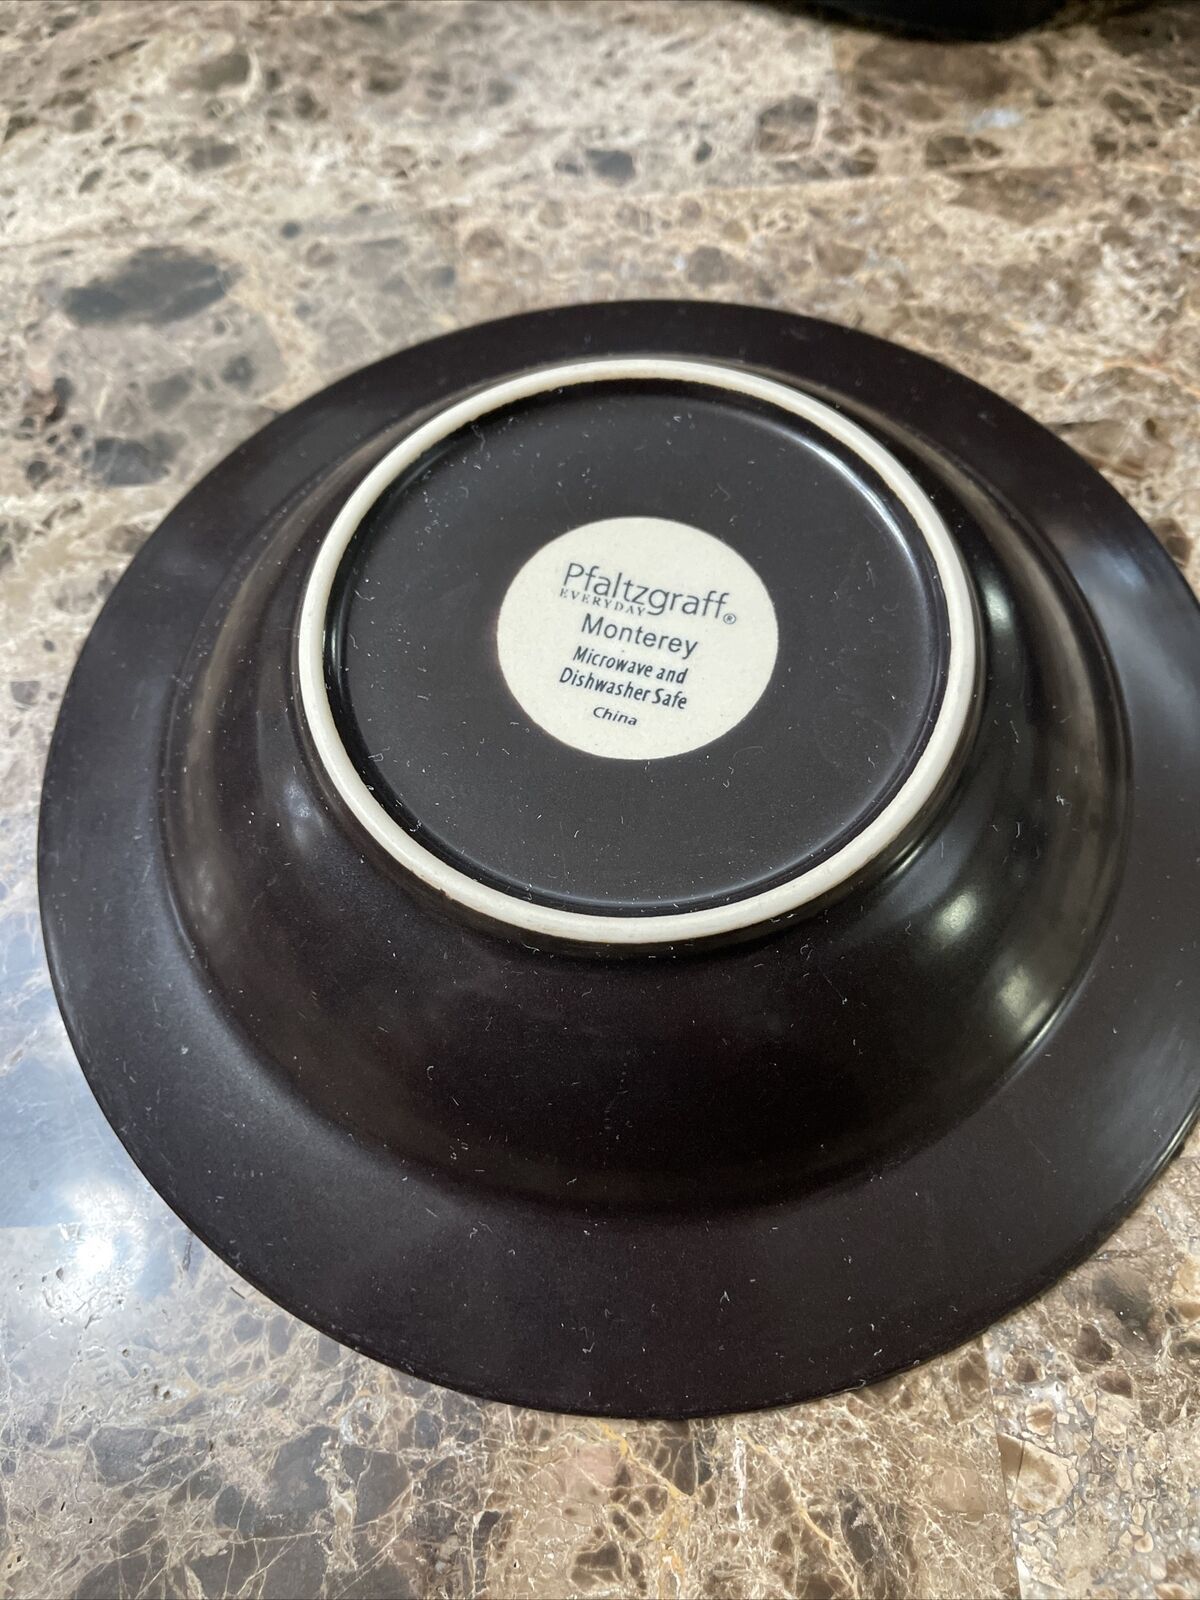 Pfaltzgraff®
EVERYDAY
Monterey
Microwave and
Dishwasher Safe
China